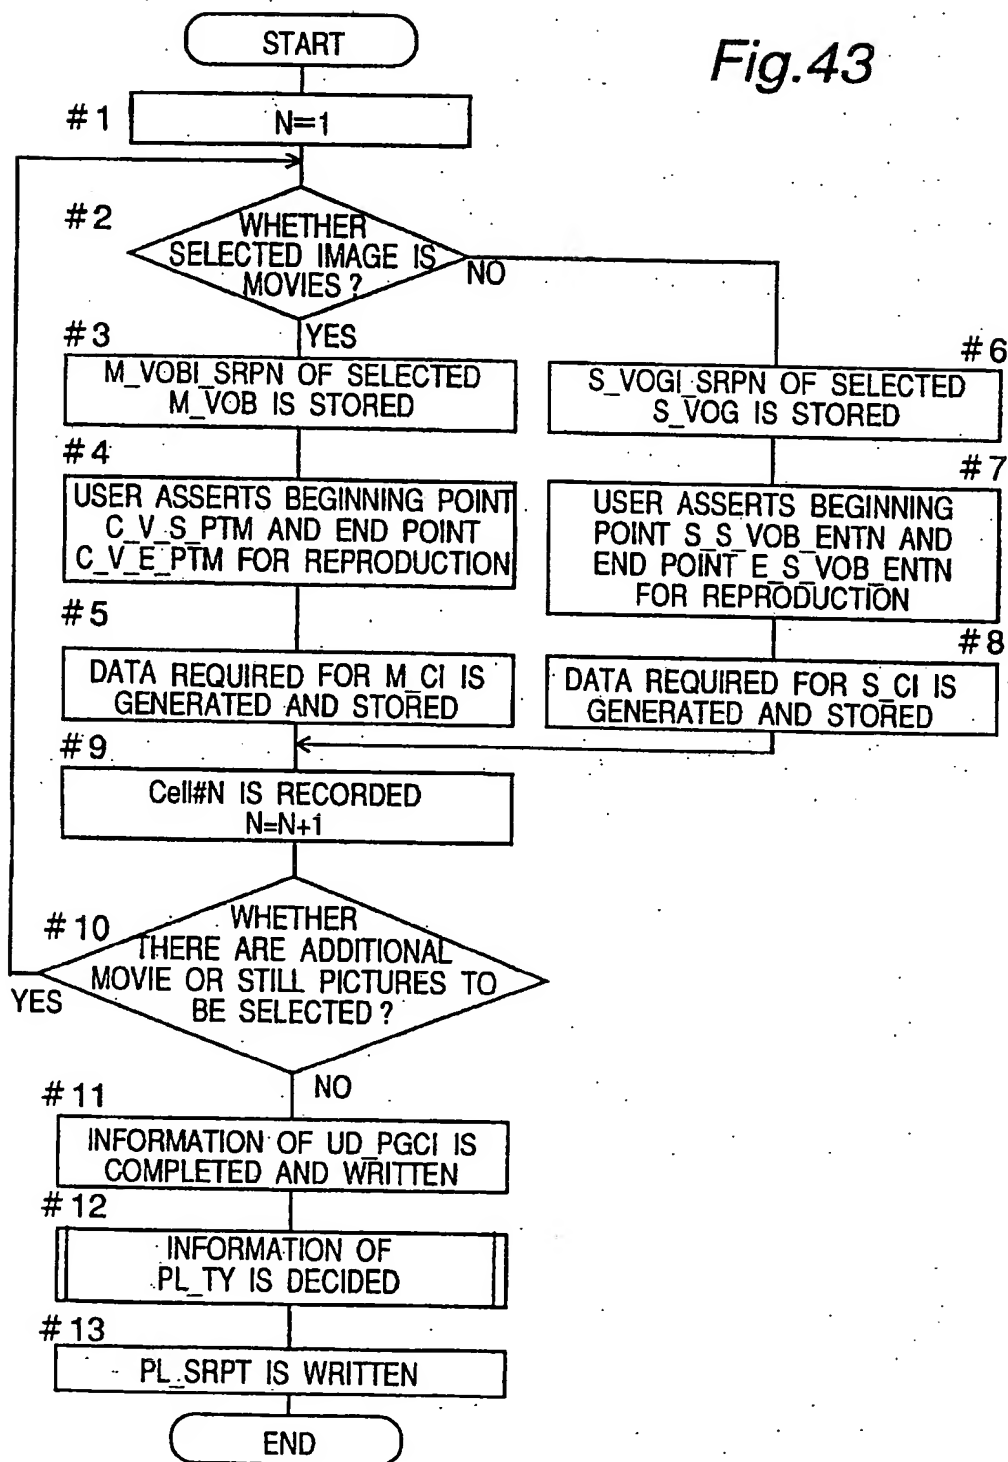 START
Fig.43
#1
N=1
#2
WHETHER
SELECTED IMAGE IS
MOVIES?
NO
YES
#3
M_VOBI_SRPN OF SELECTED
M_VOB IS STORED
#6
S_VOGI_SRPN OF SELECTED
S_VOG IS STORED
#4
USER ASSERTS BEGINNING POINT
C_V_S_PTM AND END POINT
C_V_E_PTM FOR REPRODUCTION
#7
USER ASSERTS BEGINNING
POINT S_S_VOB_ENTN AND
END POINT E_S_VOB_ENTN
FOR REPRODUCTION
#5
DATA REQUIRED FOR M_CI IS
GENERATED AND STORED
#8
DATA REQUIRED FOR S_CI IS
GENERATED AND STORED
#9
Cell#N IS RECORDED
N=N+1
#10
WHETHER
THERE ARE ADDITIONAL
MOVIE OR STILL PICTURES TO
BE SELECTED?
YES
NO
#11
INFORMATION OF UD_PGCI IS
COMPLETED AND WRITTEN
#12
INFORMATION OF
PL_TY IS DECIDED
#13
PL_SRPT IS WRITTEN
END